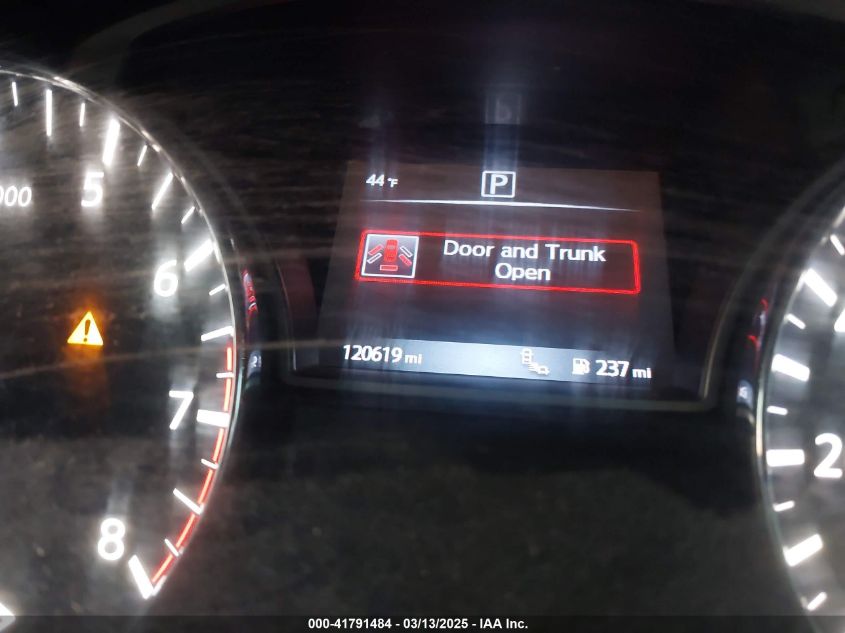 44°F
P
Door and Trunk
Open
120619 mi
237 mi
000
5
6
7
8
2
000-41791484 - 03/13/2025 - IAA Inc.